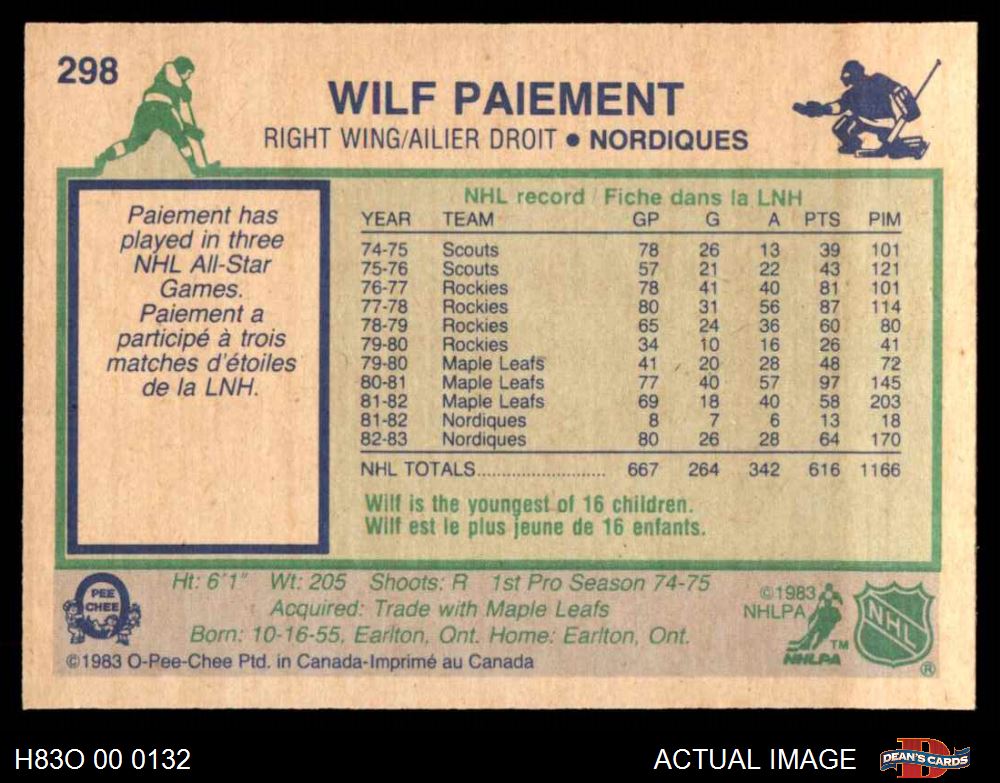 298
WILF PAIEMENT
RIGHT WING/AILIER DROIT • NORDIQUES
Paiement has
played in three
NHL All-Star
Games.
Paiement a
participé à trois
matches d'étoiles
de la LNH.
NHL record / Fiche dans la LNH
YEAR TEAM GP G A PTS PIM
74-75 Scouts 78 26 13 39 101
75-76 Scouts 57 21 22 43 121
76-77 Rockies 78 41 40 81 101
77-78 Rockies 80 31 56 87 114
78-79 Rockies 65 24 36 60 80
79-80 Rockies 34 10 16 26 41
79-80 Maple Leafs 41 20 28 48 72
80-81 Maple Leafs 77 40 57 97 145
81-82 Maple Leafs 69 18 40 58 203
81-82 Nordiques 8 7 6 13 18
82-83 Nordiques 80 26 28 64 170
NHL TOTALS........................ 667 264 342 616 1166
Wilf is the youngest of 16 children.
Wilf est le plus jeune de 16 enfants.
PEE
CHEE
Ht: 6'1" Wt: 205 Shoots: R 1st Pro Season 74-75
Acquired: Trade with Maple Leafs
Born: 10-16-55, Earlton, Ont. Home: Earlton, Ont.
©1983 O-Pee-Chee Ptd. in Canada-Imprimé au Canada
©1983
NHLPA
TM
NHLPA
NHL
®
H83O 00 0132
ACTUAL IMAGE
DEAN'S CARDS